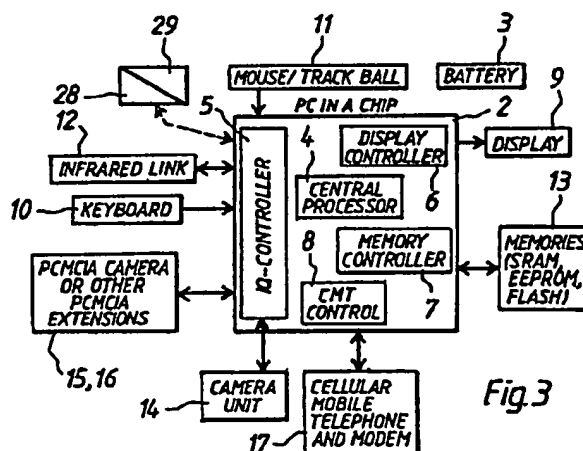 29
28
11
MOUSE/TRACK BALL
3
BATTERY
PC IN A CHIP
2
9
DISPLAY
5
IO-CONTROLLER
4
DISPLAY
CONTROLLER
6
CENTRAL
PROCESSOR
12
INFRARED LINK
10
KEYBOARD
13
MEMORIES
(SRAM,
EEPROM,
FLASH)
MEMORY
CONTROLLER
7
8
CMT CONTROL
PCMCIA CAMERA
OR OTHER
PCMCIA
EXTENSIONS
15,16
14
CAMERA
UNIT
17
CELLULAR
MOBILE
TELEPHONE
AND MODEM
Fig.3